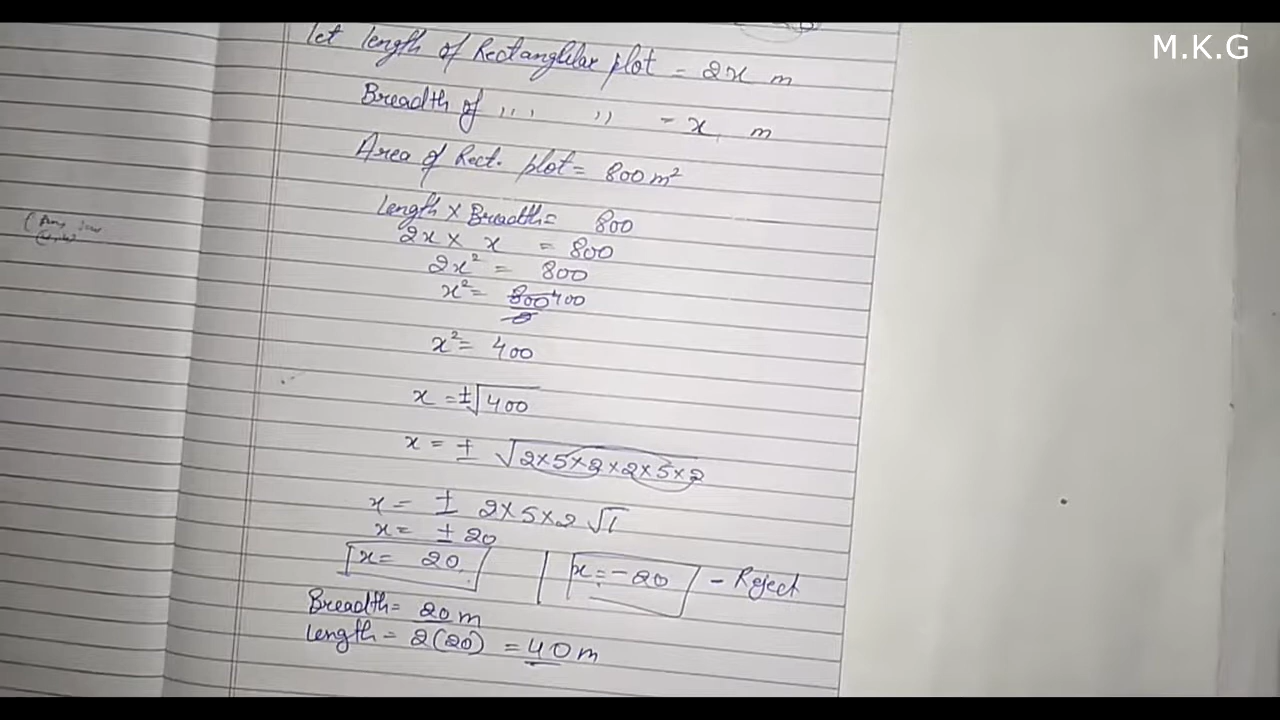 M.K.G
let length of Rectanglular plot = 2x m
Breadth of ,, , ,, = x m
Area of Rect. plot = 800 m²
length × Breadth = 800
2x × x = 800
2x² = 800
x² = 800 400
2
x² = 400
x = ±√400
x = ± √2×5×2×2×5×2
x = ± 2×5×2 √1
x = ± 20
x = 20 | x = -20 - Reject
Breadth = 20 m
length = 2(20) = 40 m